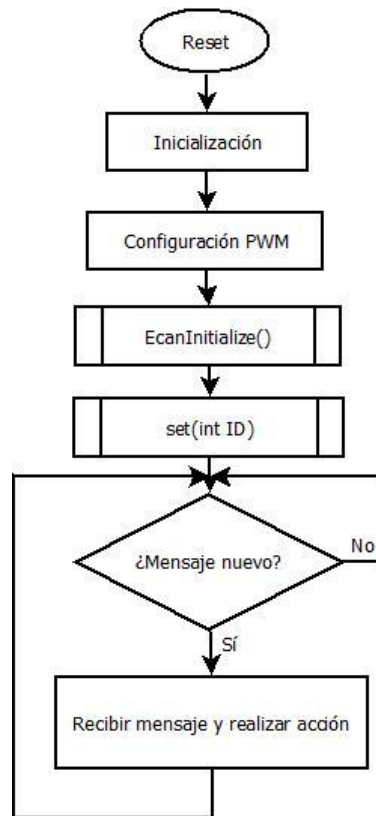 Reset
Inicialización
Configuración PWM
EcanInitialize()
set(int ID)
¿Mensaje nuevo?
No
Sí
Recibir mensaje y realizar acción